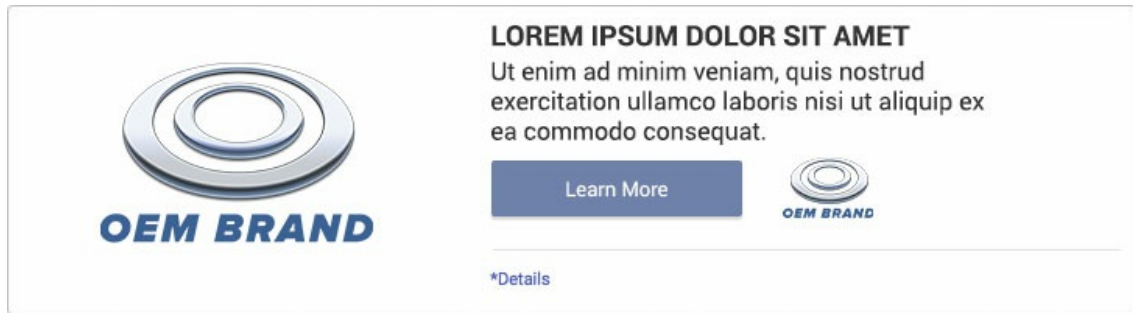 OEM BRAND
LOREM IPSUM DOLOR SIT AMET
Ut enim ad minim veniam, quis nostrud
exercitation ullamco laboris nisi ut aliquip ex
ea commodo consequat.
Learn More
OEM BRAND
*Details